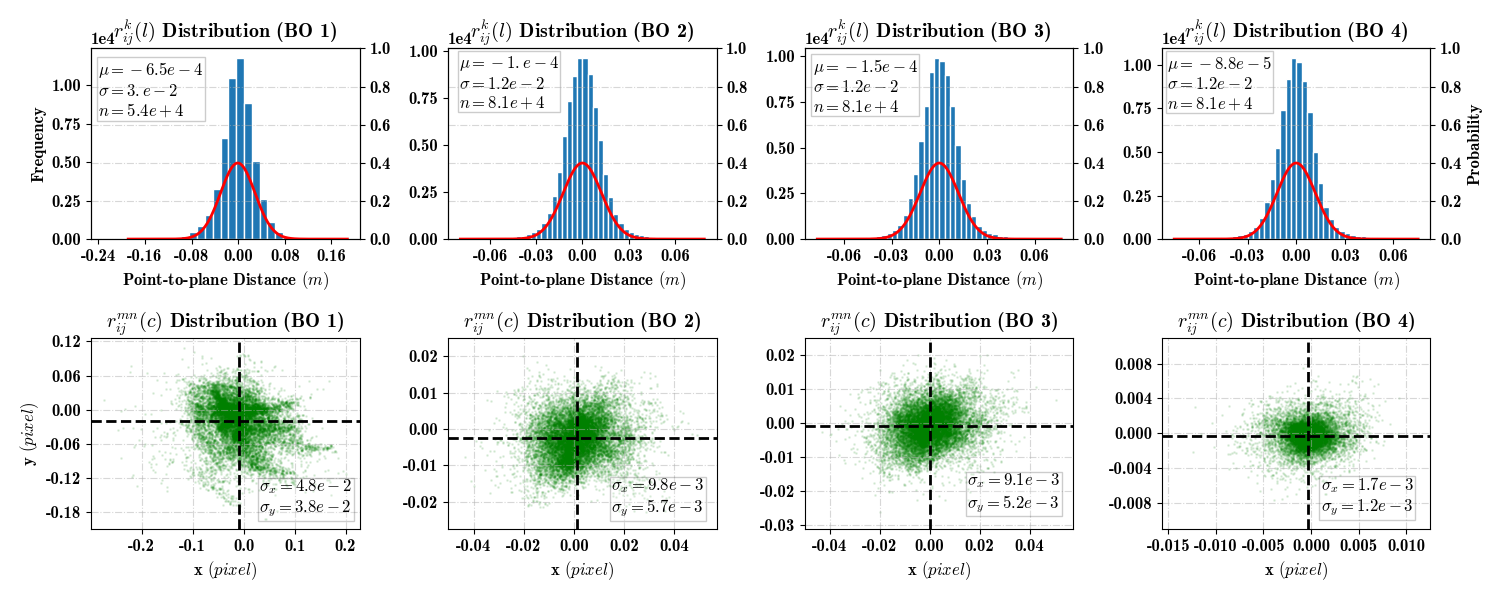 1e4 r_{ij}^{k}(l) Distribution (BO 1)
μ = −6.5e − 4
σ = 3.e − 2
n = 5.4e + 4
Frequency
1.00
0.75
0.50
0.25
0.00
1.0
0.8
0.6
0.4
0.2
0.0
-0.24 -0.16 -0.08 0.00 0.08 0.16
Point-to-plane Distance (m)
1e4 r_{ij}^{k}(l) Distribution (BO 2)
μ = −1.e − 4
σ = 1.2e − 2
n = 8.1e + 4
1.00
0.75
0.50
0.25
0.00
1.0
0.8
0.6
0.4
0.2
0.0
-0.06 -0.03 0.00 0.03 0.06
Point-to-plane Distance (m)
1e4 r_{ij}^{k}(l) Distribution (BO 3)
μ = −1.5e − 4
σ = 1.2e − 2
n = 8.1e + 4
1.00
0.75
0.50
0.25
0.00
1.0
0.8
0.6
0.4
0.2
0.0
-0.06 -0.03 0.00 0.03 0.06
Point-to-plane Distance (m)
1e4 r_{ij}^{k}(l) Distribution (BO 4)
μ = −8.8e − 5
σ = 1.2e − 2
n = 8.1e + 4
1.00
0.75
0.50
0.25
0.00
1.0
0.8
0.6
0.4
0.2
0.0
Probability
-0.06 -0.03 0.00 0.03 0.06
Point-to-plane Distance (m)
r_{ij}^{mn}(c) Distribution (BO 1)
y (pixel)
0.12
0.06
0.00
-0.06
-0.12
-0.18
σ_x = 4.8e − 2
σ_y = 3.8e − 2
-0.2 -0.1 0.0 0.1 0.2
x (pixel)
r_{ij}^{mn}(c) Distribution (BO 2)
0.02
0.01
0.00
-0.01
-0.02
σ_x = 9.8e − 3
σ_y = 5.7e − 3
-0.04 -0.02 0.00 0.02 0.04
x (pixel)
r_{ij}^{mn}(c) Distribution (BO 3)
0.02
0.01
0.00
-0.01
-0.02
-0.03
σ_x = 9.1e − 3
σ_y = 5.2e − 3
-0.04 -0.02 0.00 0.02 0.04
x (pixel)
r_{ij}^{mn}(c) Distribution (BO 4)
0.008
0.004
0.000
-0.004
-0.008
σ_x = 1.7e − 3
σ_y = 1.2e − 3
-0.015 -0.010 -0.005 0.000 0.005 0.010
x (pixel)